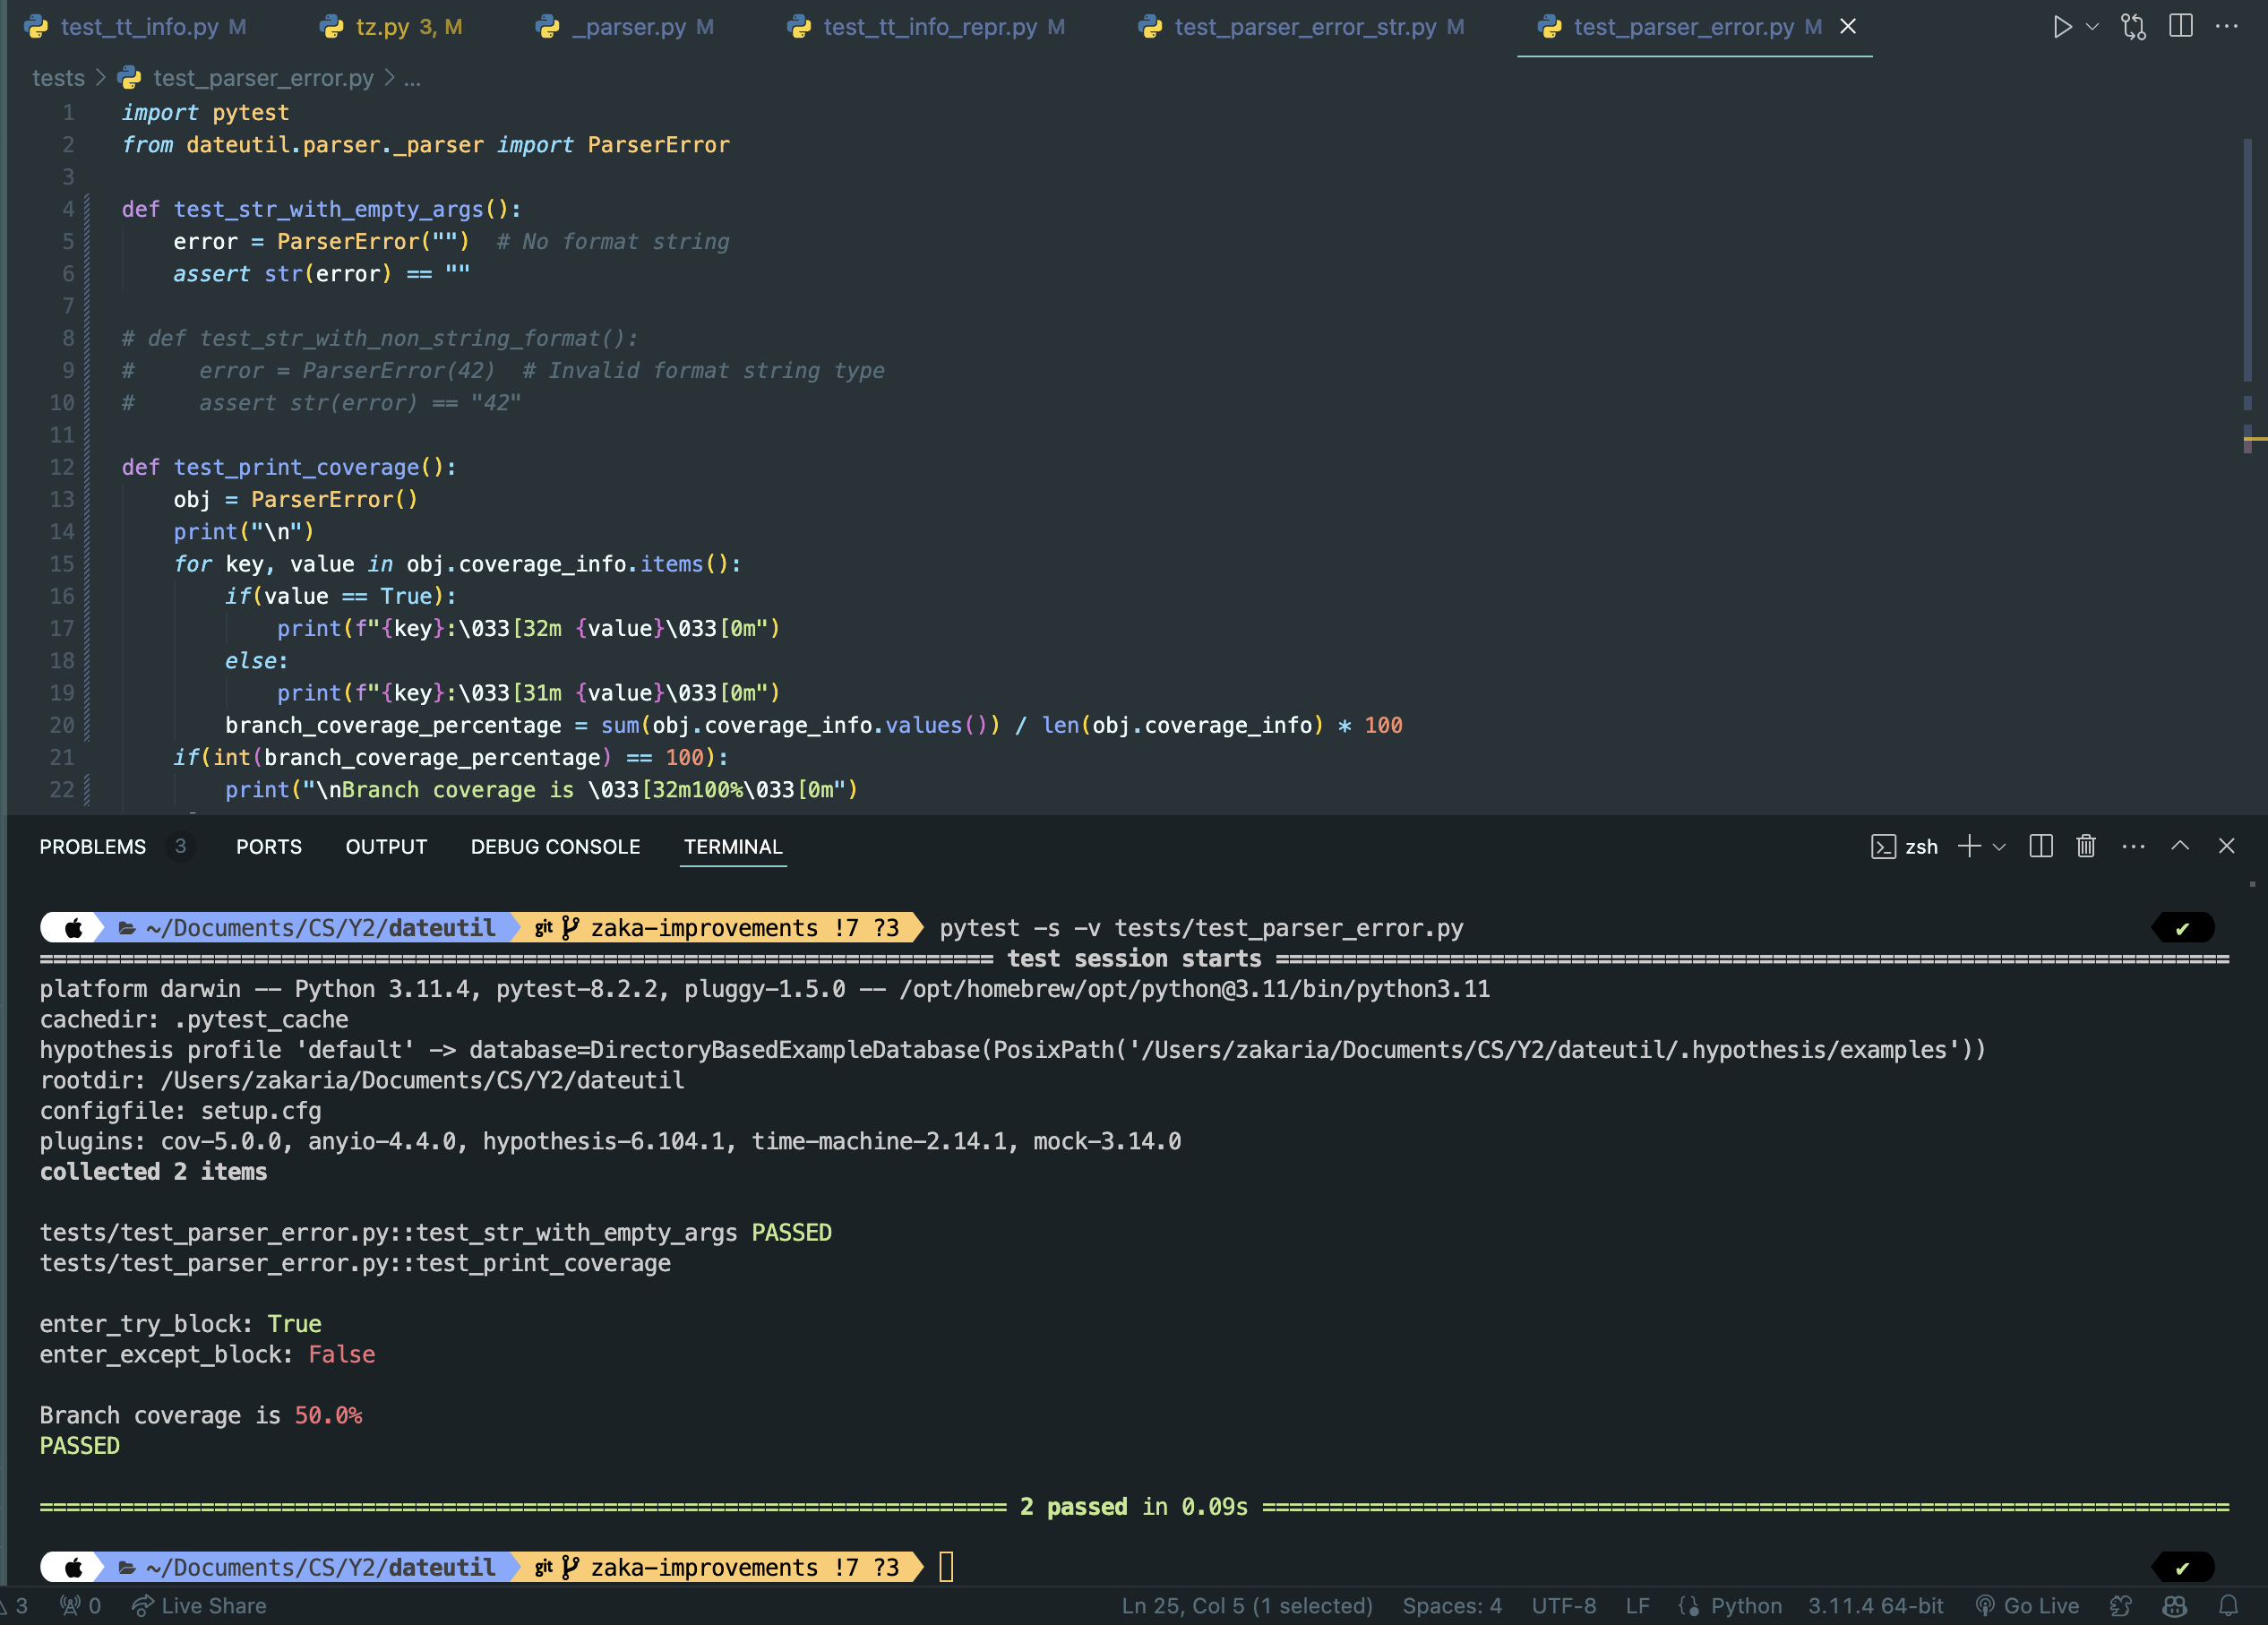 test_tt_info.py M tz.py 3, M _parser.py M test_tt_info_repr.py M test_parser_error_str.py M test_parser_error.py M
tests > test_parser_error.py > ...
1 import pytest
2 from dateutil.parser._parser import ParserError
3
4 def test_str_with_empty_args():
5     error = ParserError("")  # No format string
6     assert str(error) == ""
7
8 # def test_str_with_non_string_format():
9 #     error = ParserError(42)  # Invalid format string type
10 #     assert str(error) == "42"
11
12 def test_print_coverage():
13     obj = ParserError()
14     print("\n")
15     for key, value in obj.coverage_info.items():
16         if(value == True):
17             print(f"{key}:\033[32m {value}\033[0m")
18         else:
19             print(f"{key}:\033[31m {value}\033[0m")
20         branch_coverage_percentage = sum(obj.coverage_info.values()) / len(obj.coverage_info) * 100
21     if(int(branch_coverage_percentage) == 100):
22         print("\nBranch coverage is \033[32m100%\033[0m")
PROBLEMS 3 PORTS OUTPUT DEBUG CONSOLE TERMINAL zsh
~/Documents/CS/Y2/dateutil git zaka-improvements !7 ?3 pytest -s -v tests/test_parser_error.py ✔
======================================================================= test session starts =======================================================================
platform darwin -- Python 3.11.4, pytest-8.2.2, pluggy-1.5.0 -- /opt/homebrew/opt/python@3.11/bin/python3.11
cachedir: .pytest_cache
hypothesis profile 'default' -> database=DirectoryBasedExampleDatabase(PosixPath('/Users/zakaria/Documents/CS/Y2/dateutil/.hypothesis/examples'))
rootdir: /Users/zakaria/Documents/CS/Y2/dateutil
configfile: setup.cfg
plugins: cov-5.0.0, anyio-4.4.0, hypothesis-6.104.1, time-machine-2.14.1, mock-3.14.0
collected 2 items
tests/test_parser_error.py::test_str_with_empty_args PASSED
tests/test_parser_error.py::test_print_coverage
enter_try_block: True
enter_except_block: False
Branch coverage is 50.0%
PASSED
======================================================================== 2 passed in 0.09s ========================================================================
~/Documents/CS/Y2/dateutil git zaka-improvements !7 ?3 ✔
3 0 Live Share Ln 25, Col 5 (1 selected) Spaces: 4 UTF-8 LF Python 3.11.4 64-bit Go Live